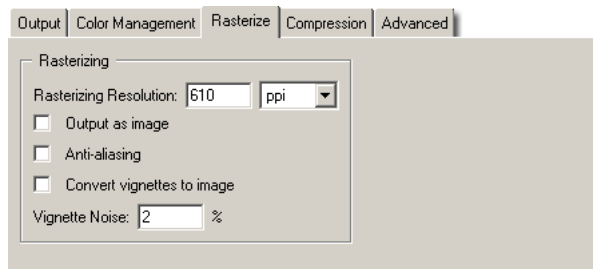 Output Color Management Rasterize Compression Advanced
Rasterizing
Rasterizing Resolution: 610 ppi
Output as image
Anti-aliasing
Convert vignettes to image
Vignette Noise: 2 %